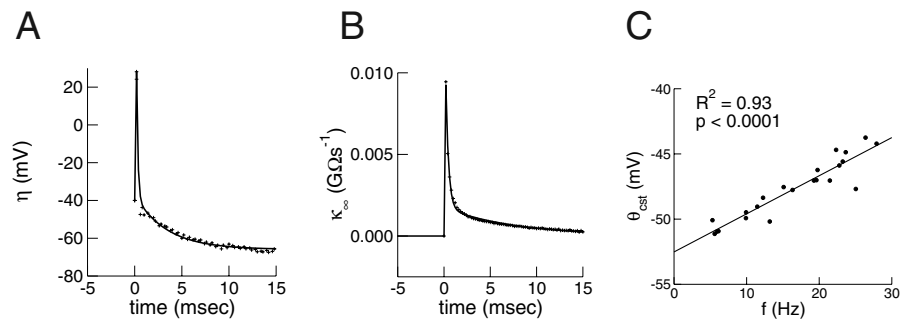 A
20
0
-20
-40
-60
-80
η (mV)
-5 0 5 10 15
time (msec)
B
0.010
0.005
0.000
κ∞ (GΩs⁻¹)
-5 0 5 10 15
time (msec)
C
R² = 0.93
p < 0.0001
-40
-45
-50
-55
θcst (mV)
0 10 20 30
f (Hz)